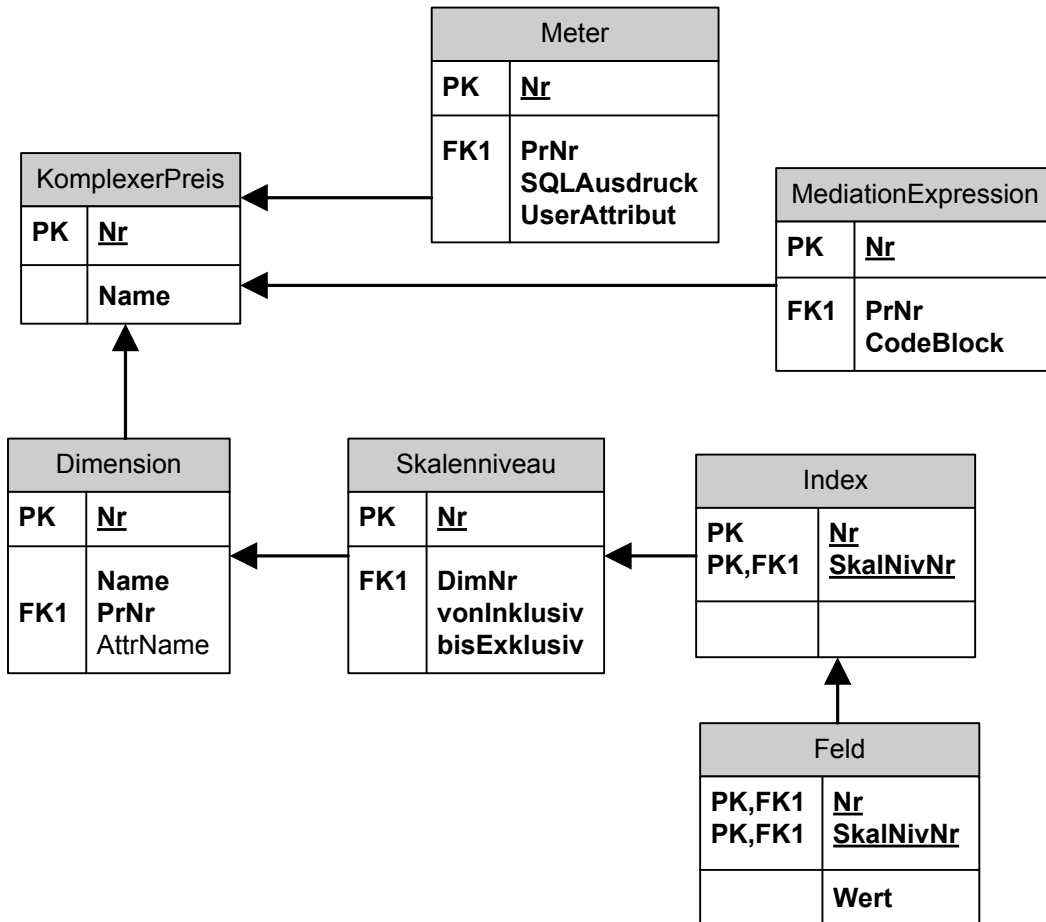 Meter
PK Nr
FK1 PrNr
SQLAusdruck
UserAttribut
KomplexerPreis
PK Nr
Name
MediationExpression
PK Nr
FK1 PrNr
CodeBlock
Dimension
PK Nr
Name
FK1 PrNr
AttrName
Skalenniveau
PK Nr
FK1 DimNr
vonInklusiv
bisExklusiv
Index
PK Nr
PK,FK1 SkalNivNr
Feld
PK,FK1 Nr
PK,FK1 SkalNivNr
Wert